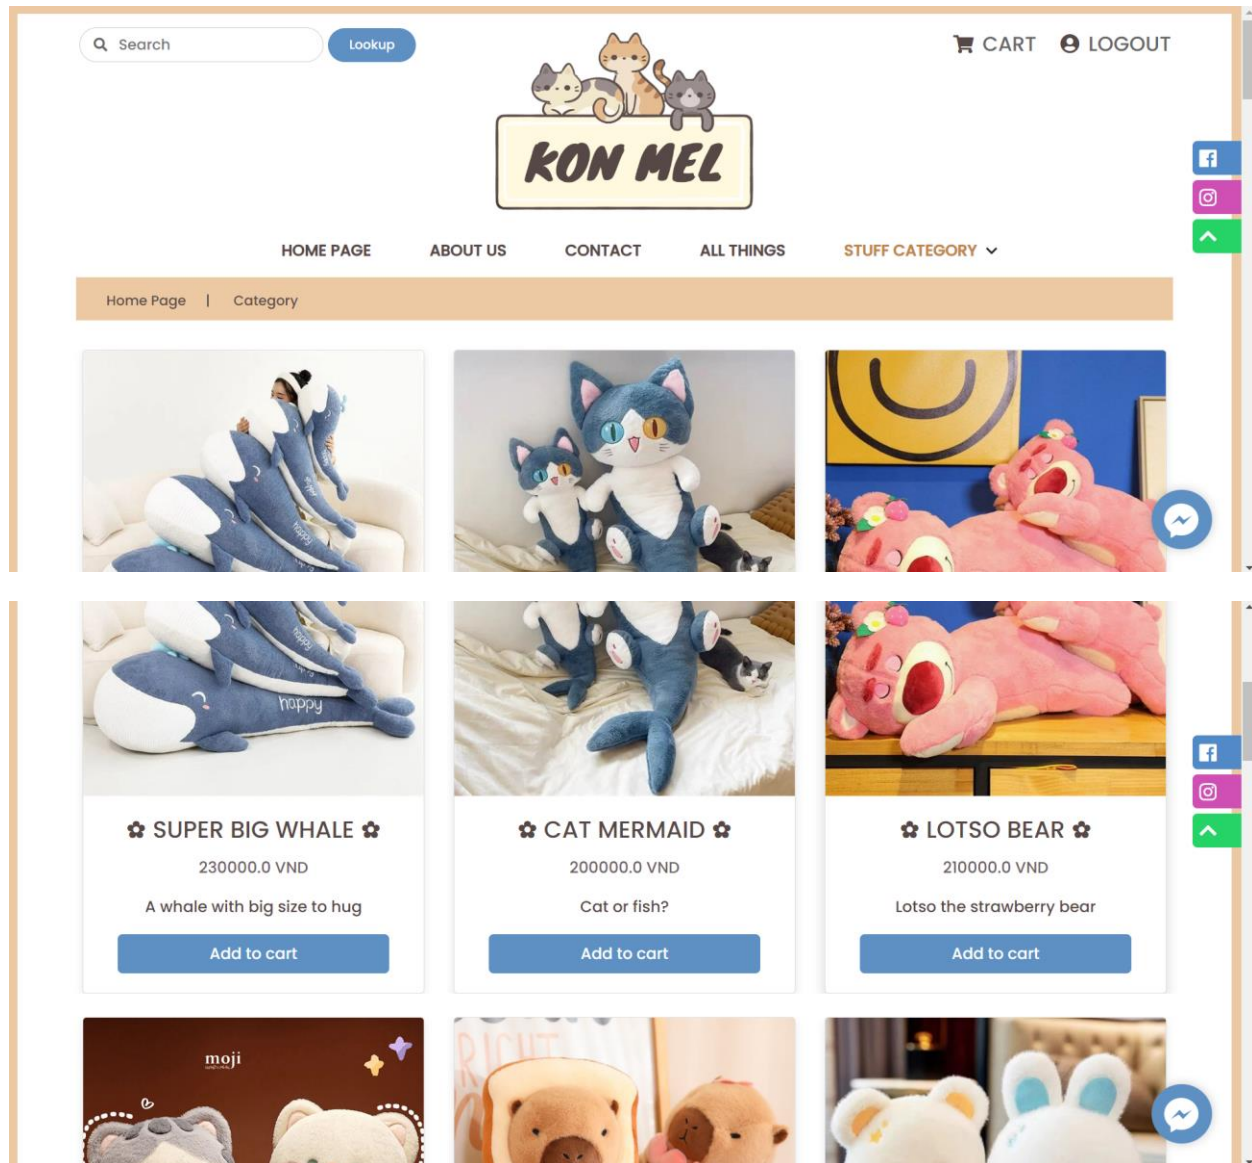 Search
Lookup
CART
LOGOUT
KON MEL
HOME PAGE
ABOUT US
CONTACT
ALL THINGS
STUFF CATEGORY
Home Page | Category
happy
✿ SUPER BIG WHALE ✿
✿ CAT MERMAID ✿
✿ LOTSO BEAR ✿
230000.0 VND
200000.0 VND
210000.0 VND
A whale with big size to hug
Cat or fish?
Lotso the strawberry bear
Add to cart
Add to cart
Add to cart
moji